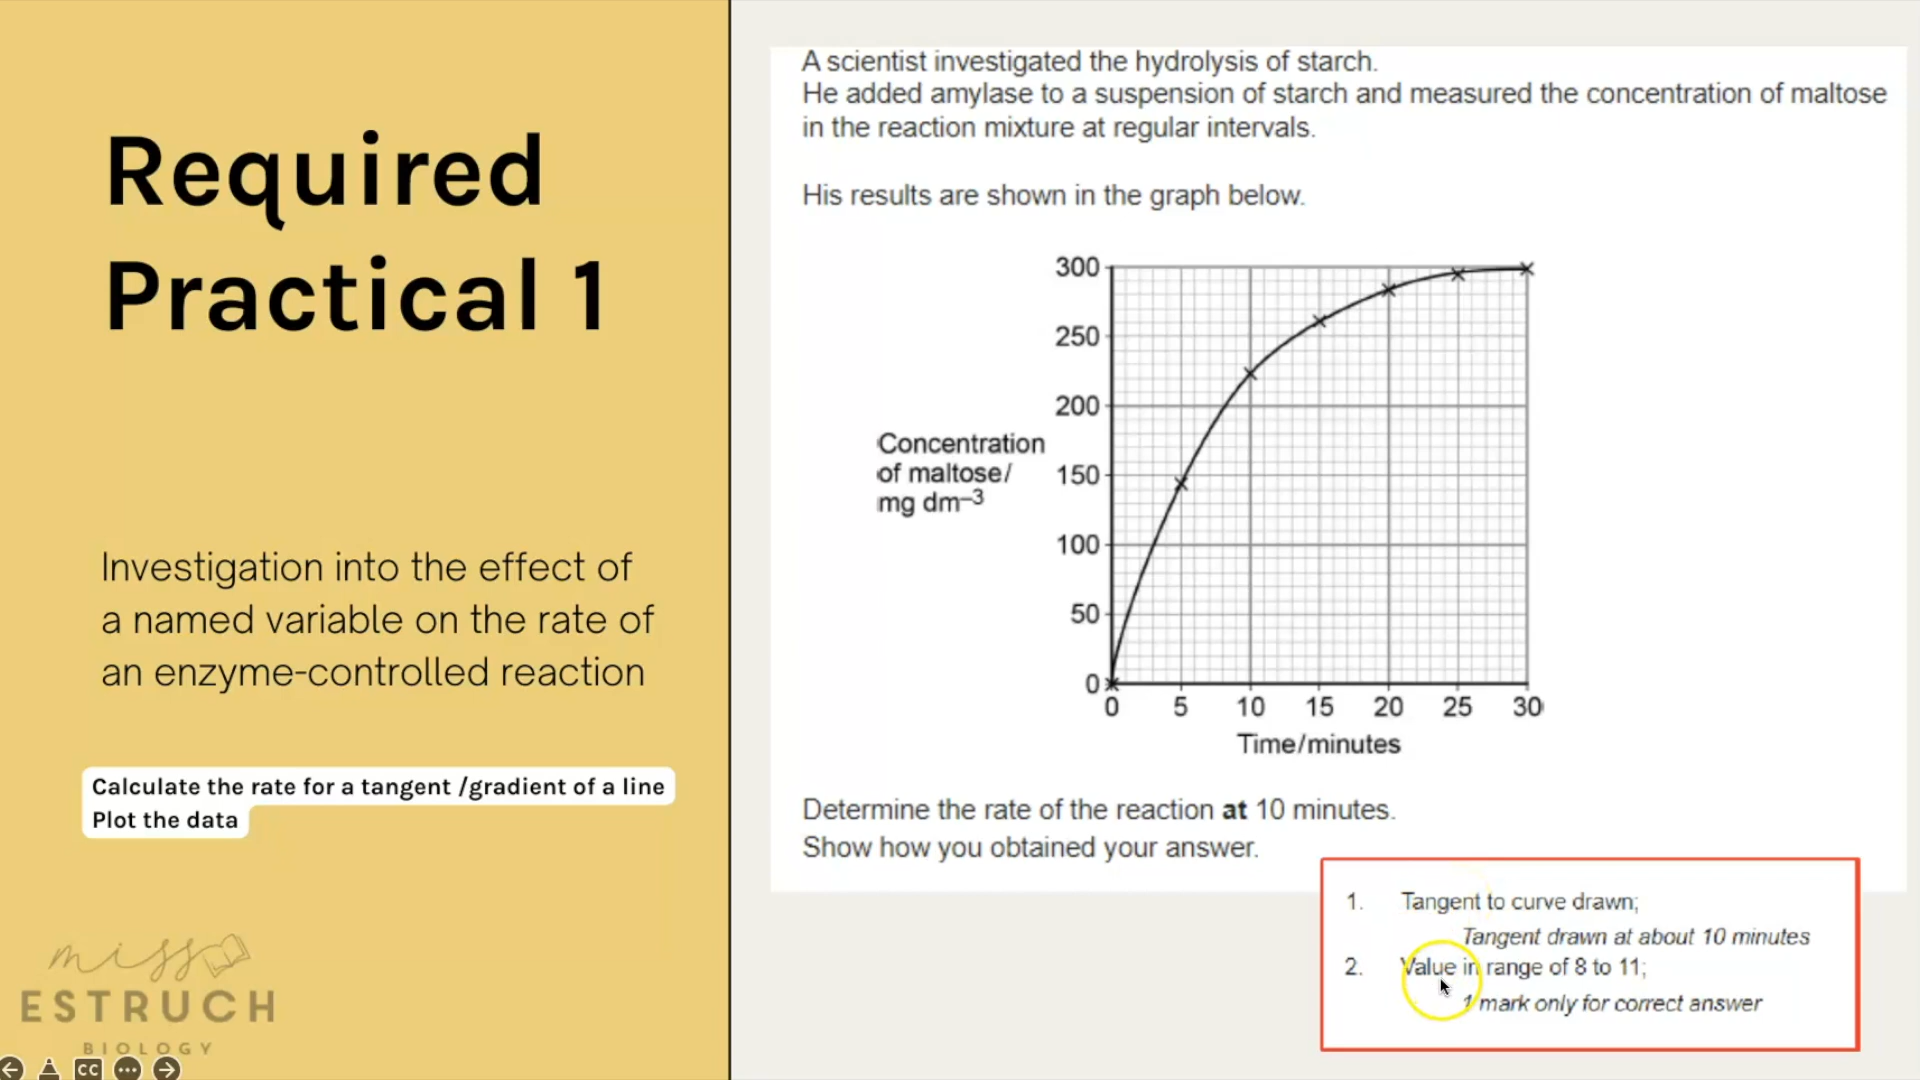 Required
Practical 1
Investigation into the effect of
a named variable on the rate of
an enzyme-controlled reaction
Calculate the rate for a tangent /gradient of a line
Plot the data
miss
ESTRUCH
BIOLOGY
CC
A scientist investigated the hydrolysis of starch.
He added amylase to a suspension of starch and measured the concentration of maltose
in the reaction mixture at regular intervals.
His results are shown in the graph below.
300
250
200
150
100
50
0
Concentration
of maltose/
mg dm–3
0 5 10 15 20 25 30
Time/minutes
Determine the rate of the reaction at 10 minutes.
Show how you obtained your answer.
1. Tangent to curve drawn;
Tangent drawn at about 10 minutes
2. Value in range of 8 to 11;
1 mark only for correct answer